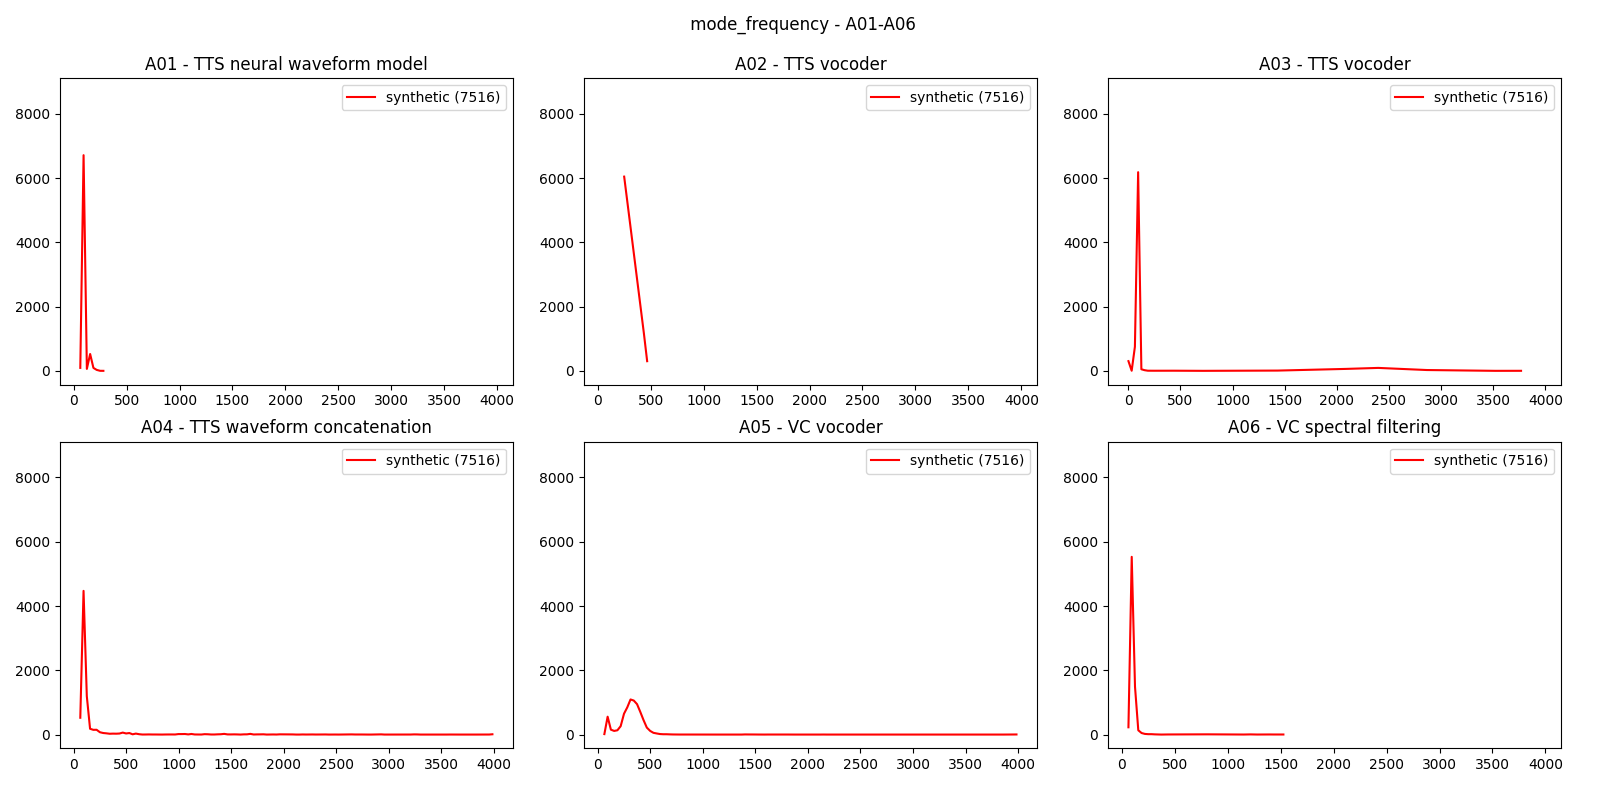 mode_frequency - A01-A06
A01 - TTS neural waveform model
A02 - TTS vocoder
A03 - TTS vocoder
synthetic (7516)
synthetic (7516)
synthetic (7516)
8000
6000
4000
2000
0
8000
6000
4000
2000
0
8000
6000
4000
2000
0
0 500 1000 1500 2000 2500 3000 3500 4000
0 500 1000 1500 2000 2500 3000 3500 4000
0 500 1000 1500 2000 2500 3000 3500 4000
A04 - TTS waveform concatenation
A05 - VC vocoder
A06 - VC spectral filtering
synthetic (7516)
synthetic (7516)
synthetic (7516)
8000
6000
4000
2000
0
8000
6000
4000
2000
0
8000
6000
4000
2000
0
0 500 1000 1500 2000 2500 3000 3500 4000
0 500 1000 1500 2000 2500 3000 3500 4000
0 500 1000 1500 2000 2500 3000 3500 4000